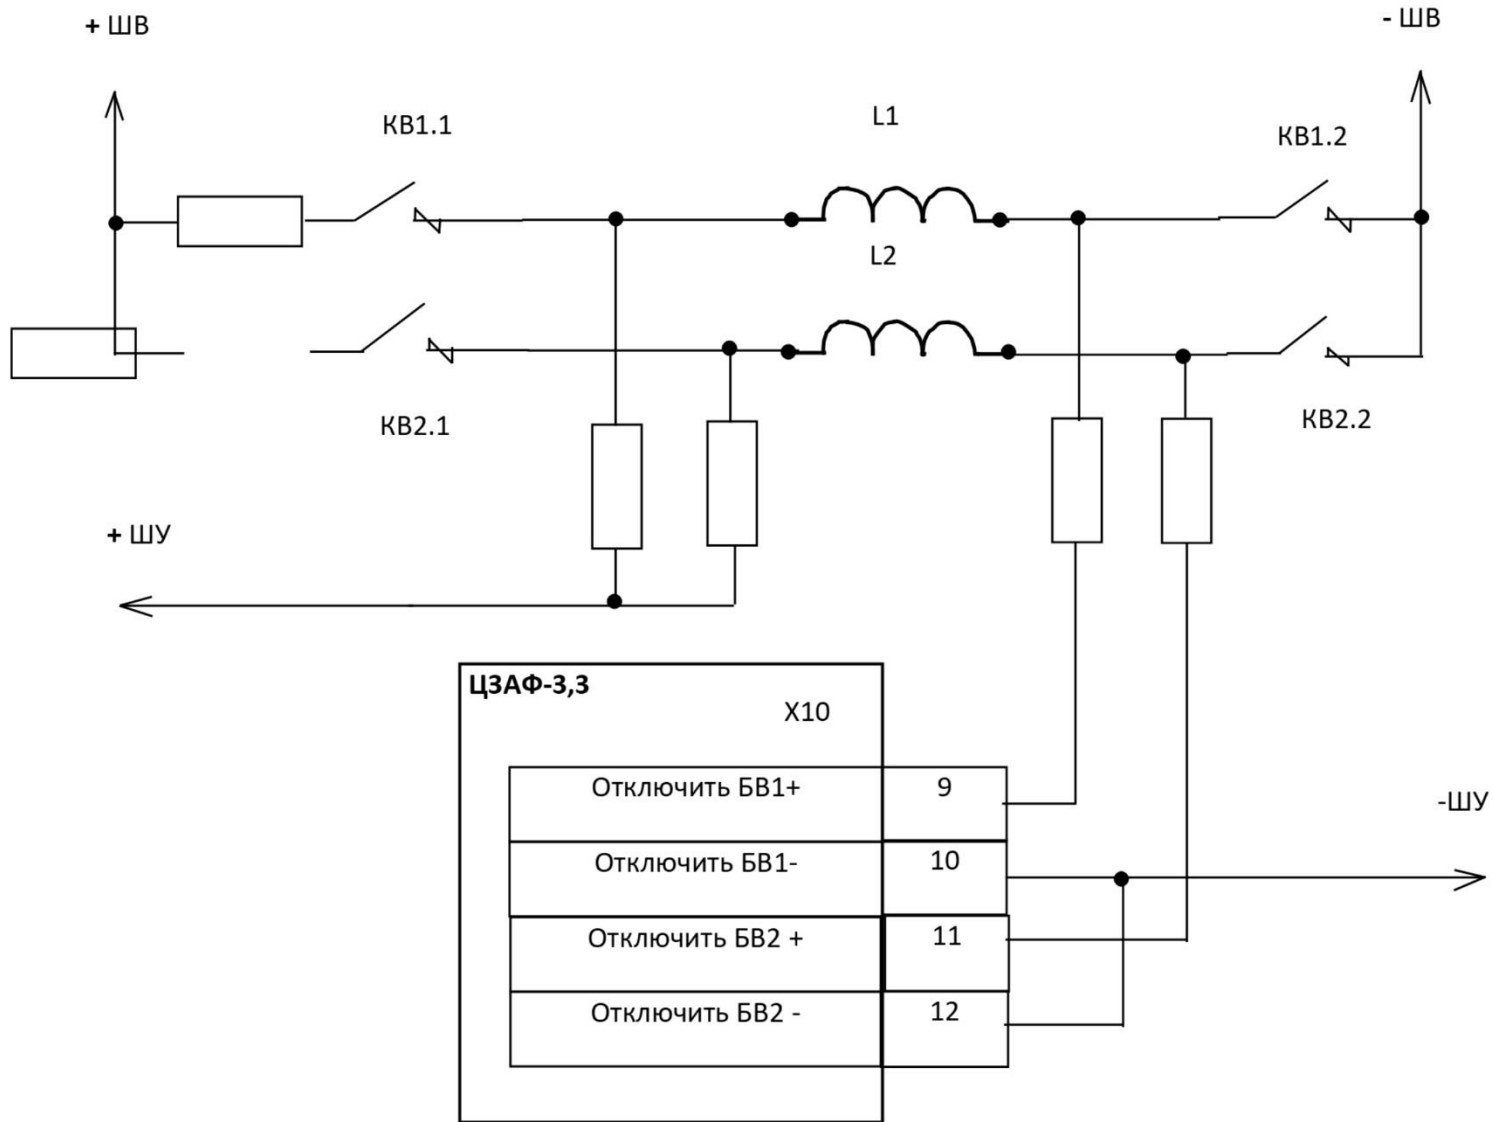 + ШВ
- ШВ
КВ1.1
L1
КВ1.2
L2
КВ2.1
КВ2.2
+ ШУ
ЦЗАФ-3,3
Х10
Отключить БВ1+ 9
-ШУ
Отключить БВ1- 10
Отключить БВ2 + 11
Отключить БВ2 - 12